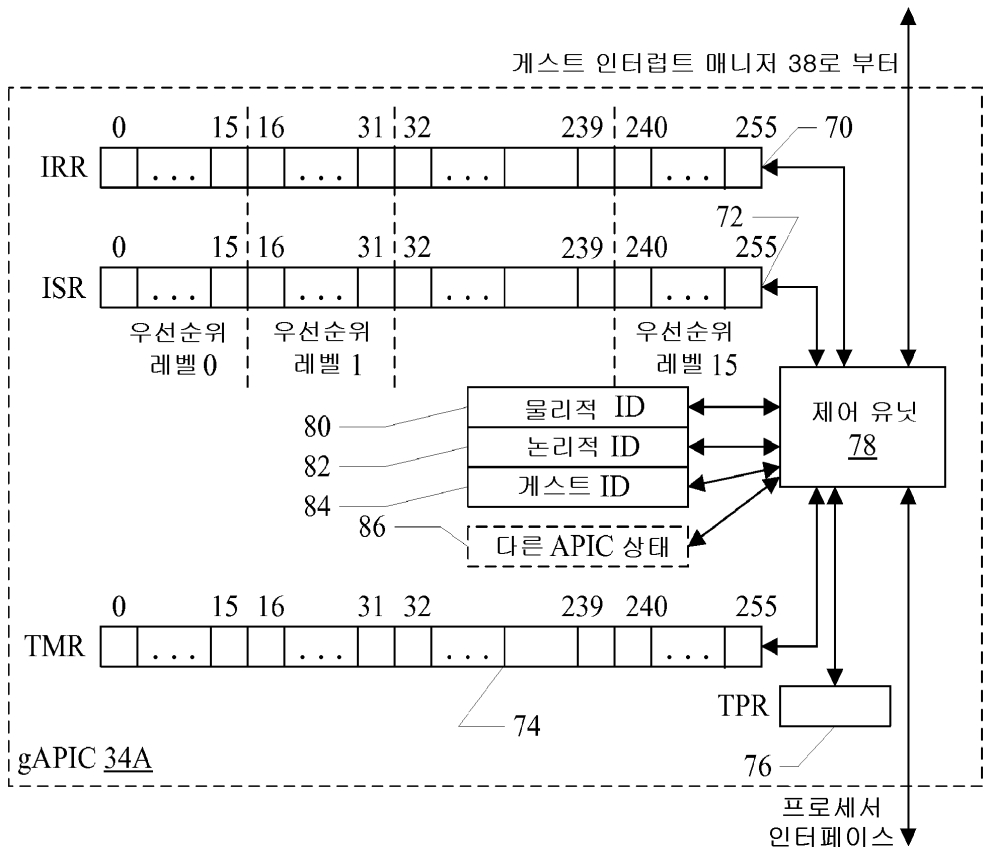 게스트 인터럽트 매니저 38로 부터
0 15 16 31 32 239 240 255 70
IRR ... ... ... ...
72
0 15 16 31 32 239 240 255
ISR ... ... ... ...
우선순위
레벨 0
우선순위
레벨 1
우선순위
레벨 15
80 물리적 ID
82 논리적 ID
84 게스트 ID
86 다른 APIC 상태
제어 유닛
78
0 15 16 31 32 239 240 255
TMR ... ... ... ...
74
TPR
76
gAPIC 34A
프로세서
인터페이스